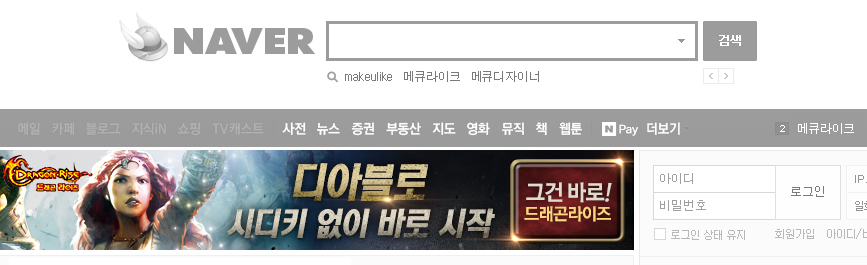 NAVER
검색
makeulike 메큐라이크 메큐디자이너
메일 카페 블로그 지식iN 쇼핑 TV캐스트 사전 뉴스 증권 부동산 지도 영화 뮤직 책 웹툰 N Pay 더보기 2 메큐라이크
DRAGON RISE
드래곤 라이즈
디아블로
시디키 없이 바로 시작
그건 바로!
드래곤라이즈
아이디
비밀번호
로그인
로그인 상태 유지
회원가입 아이디/